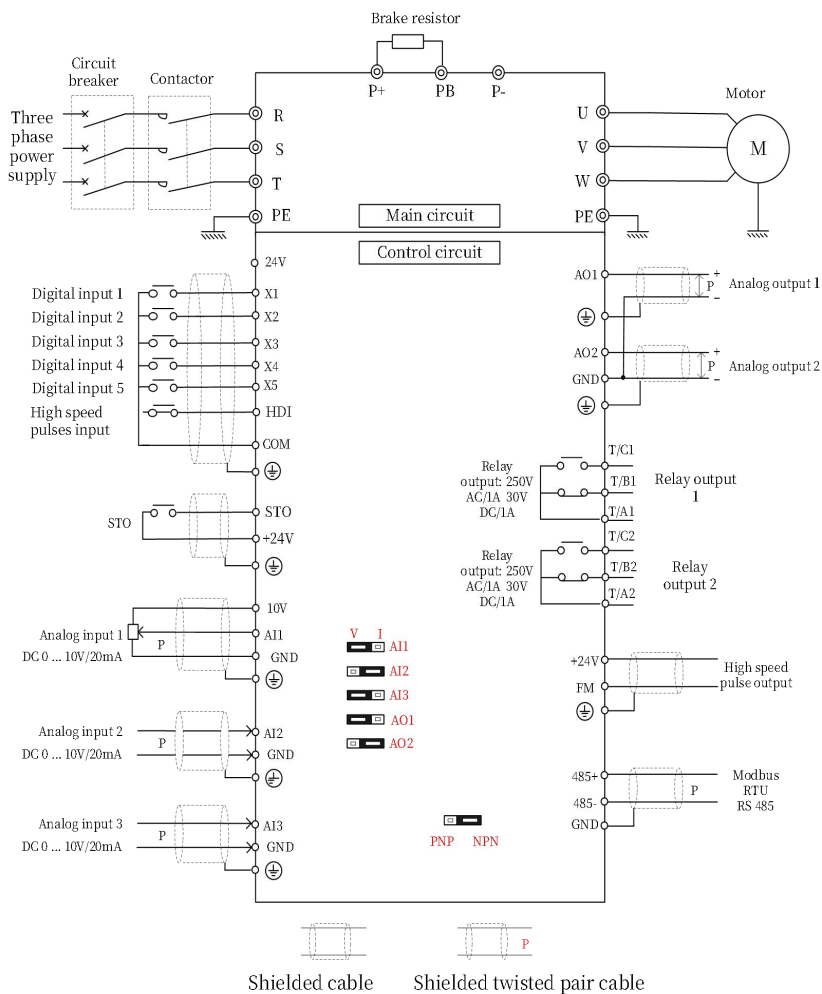 Brake resistor
Circuit
breaker
Contactor
P+
PB
P-
Three
phase
power
supply
R
S
T
PE
U
V
W
PE
Motor
M
Main circuit
Control circuit
24V
Digital input 1
X1
Digital input 2
X2
Digital input 3
X3
Digital input 4
X4
Digital input 5
X5
High speed
pulses input
HDI
COM
STO
STO
+24V
10V
Analog input 1
P
AI1
DC 0 ... 10V/20mA
GND
Analog input 2
P
AI2
DC 0 ... 10V/20mA
GND
Analog input 3
P
AI3
DC 0 ... 10V/20mA
GND
V
I
AI1
AI2
AI3
AO1
AO2
PNP
NPN
AO1
+
P
−
Analog output 1
AO2
GND
+
P
−
Analog output 2
Relay
output: 250V
AC/1A 30V
DC/1A
T/C1
T/B1
T/A1
Relay output
1
Relay
output: 250V
AC/1A 30V
DC/1A
T/C2
T/B2
T/A2
Relay
output 2
+24V
FM
High speed
pulse output
485+
485-
GND
P
Modbus
RTU
RS 485
P
Shielded cable
Shielded twisted pair cable